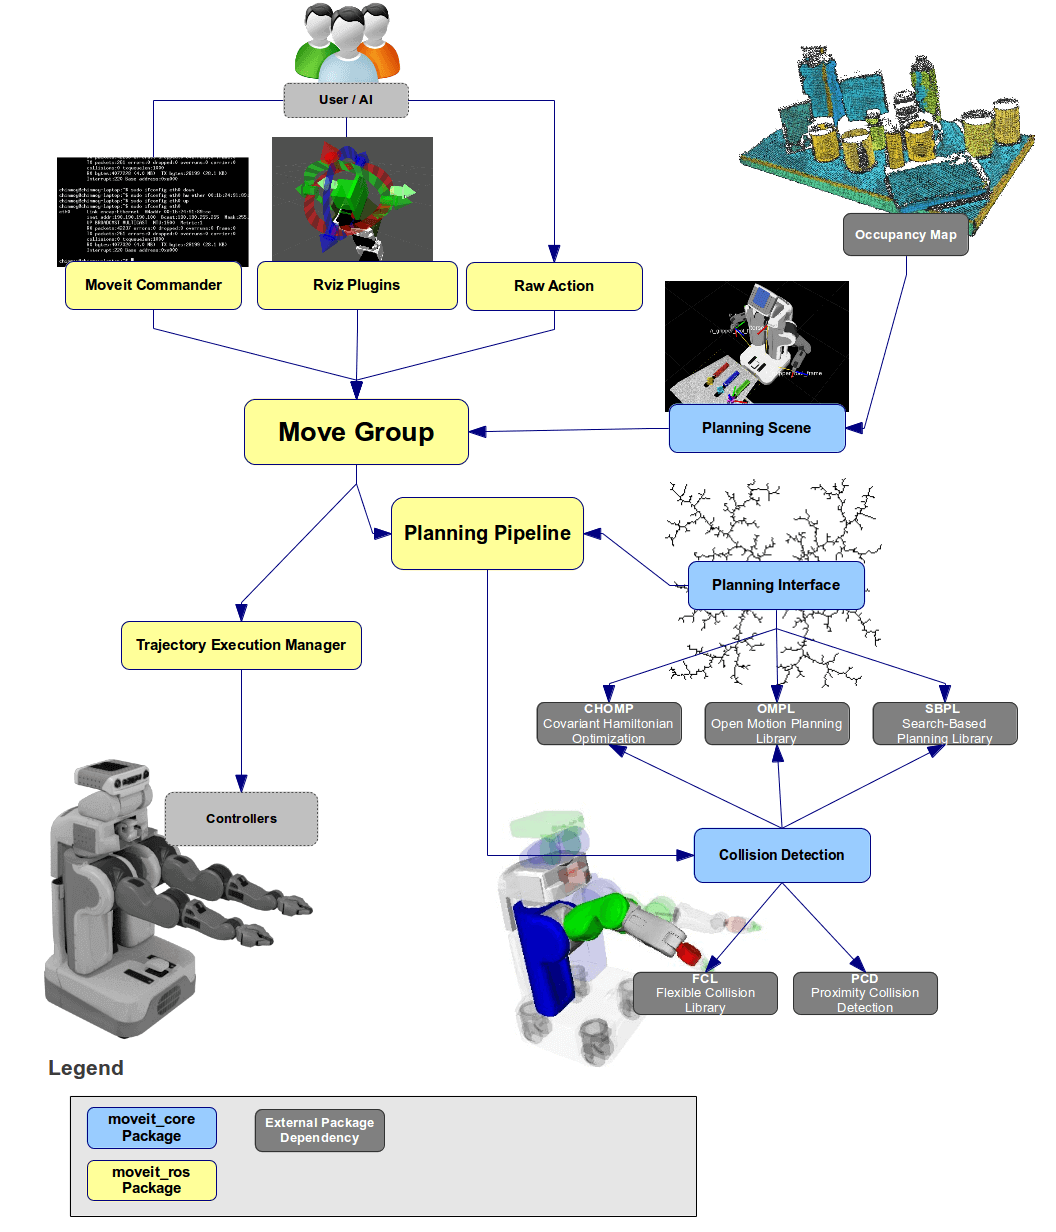 User / AI
Moveit Commander
Rviz Plugins
Raw Action
Occupancy Map
Move Group
Planning Scene
Planning Pipeline
Planning Interface
Trajectory Execution Manager
CHOMP
Covariant Hamiltonian
Optimization
OMPL
Open Motion Planning
Library
SBPL
Search-Based
Planning Library
Controllers
Collision Detection
FCL
Flexible Collision
Library
PCD
Proximity Collision
Detection
Legend
moveit_core
Package
External Package
Dependency
moveit_ros
Package